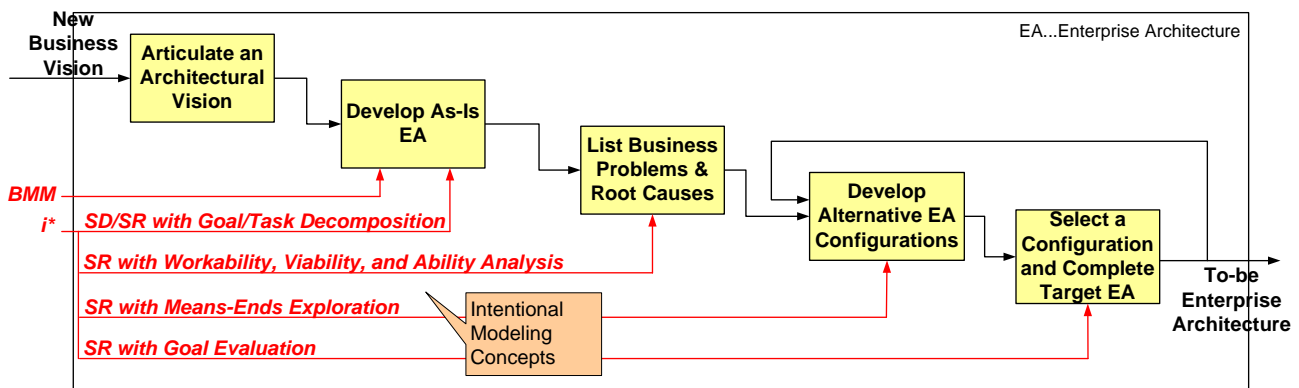 New
Business
Vision
EA...Enterprise Architecture
Articulate an
Architectural
Vision
Develop As-Is
EA
List Business
Problems &
Root Causes
Develop
Alternative EA
Configurations
Select a
Configuration
and Complete
Target EA
To-be
Enterprise
Architecture
BMM
i*
SD/SR with Goal/Task Decomposition
SR with Workability, Viability, and Ability Analysis
SR with Means-Ends Exploration
SR with Goal Evaluation
Intentional
Modeling
Concepts